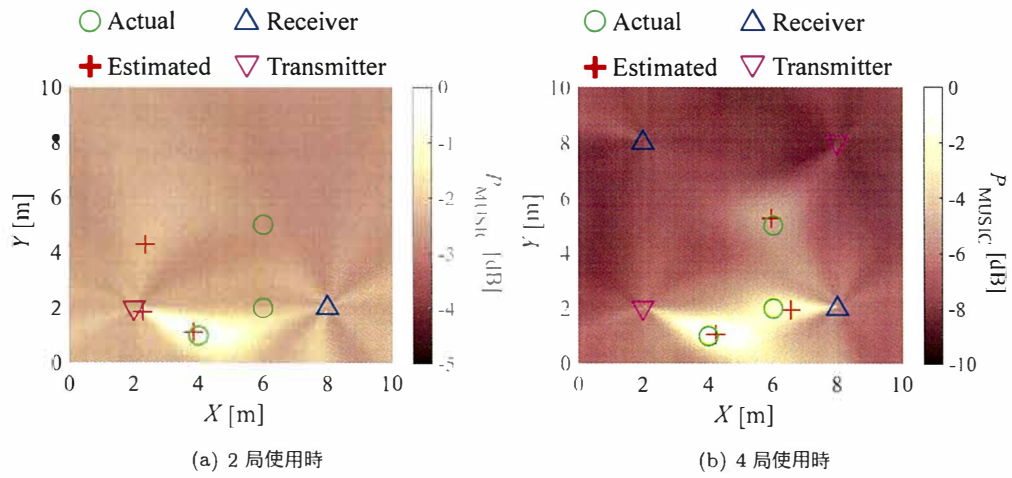 Actual Receiver
Estimated Transmitter
10
8
6
4
2
0
Y [m]
0 2 4 6 8 10
X [m]
0
-1
-2
-3
-4
-5
P MUSIC [dB]
(a) 2 局使用時
Actual Receiver
Estimated Transmitter
10
8
6
4
2
0
Y [m]
0 2 4 6 8 10
X [m]
0
-2
-4
-6
-8
-10
P MUSIC [dB]
(b) 4 局使用時